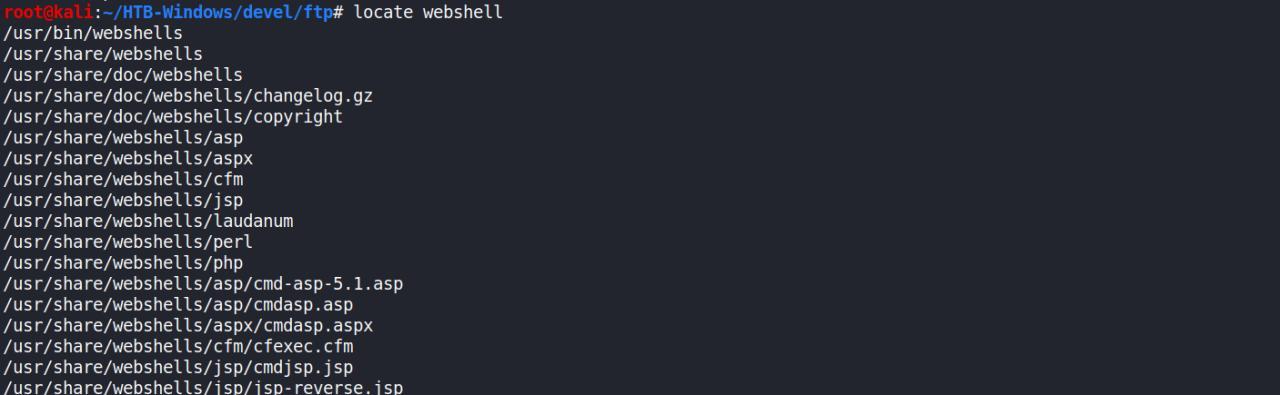 root@kali:~/HTB-Windows/devel/ftp# locate webshell
/usr/bin/webshells
/usr/share/webshells
/usr/share/doc/webshells
/usr/share/doc/webshells/changelog.gz
/usr/share/doc/webshells/copyright
/usr/share/webshells/asp
/usr/share/webshells/aspx
/usr/share/webshells/cfm
/usr/share/webshells/jsp
/usr/share/webshells/laudanum
/usr/share/webshells/perl
/usr/share/webshells/php
/usr/share/webshells/asp/cmd-asp-5.1.asp
/usr/share/webshells/asp/cmdasp.asp
/usr/share/webshells/aspx/cmdasp.aspx
/usr/share/webshells/cfm/cfexec.cfm
/usr/share/webshells/jsp/cmdjsp.jsp
/usr/share/webshells/jsp/jsp-reverse.jsp